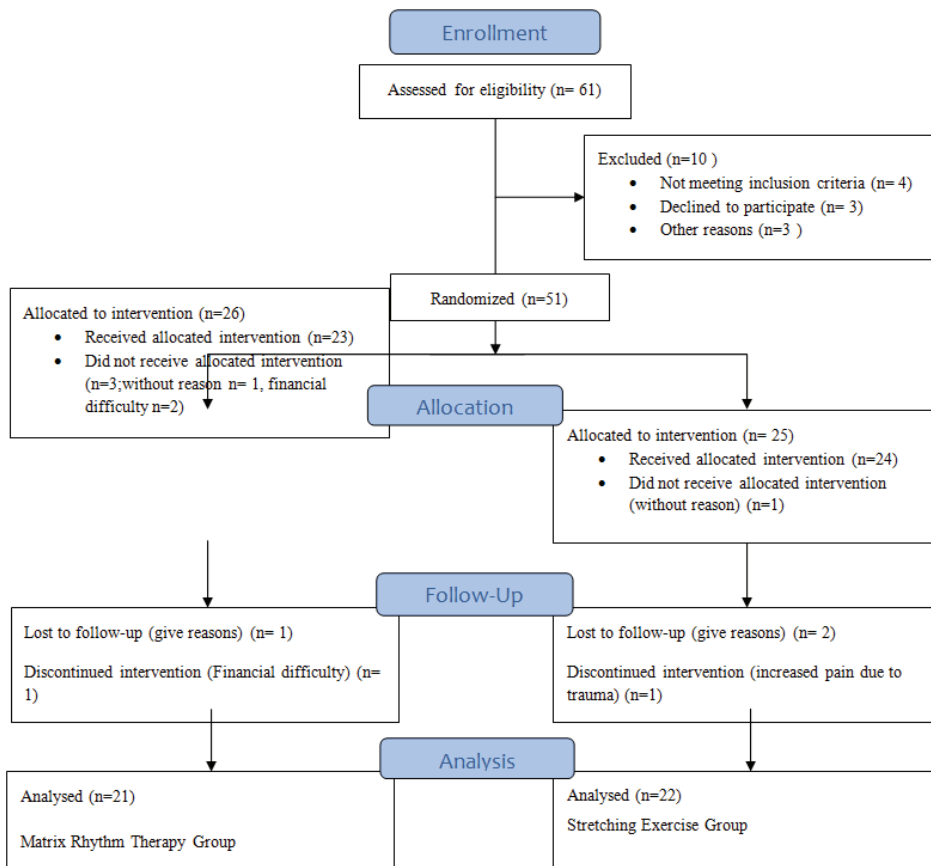 Enrollment
Assessed for eligibility (n= 61)
Excluded (n=10 )
• Not meeting inclusion criteria (n= 4)
• Declined to participate (n= 3)
• Other reasons (n=3 )
Randomized (n=51)
Allocated to intervention (n=26)
• Received allocated intervention (n=23)
• Did not receive allocated intervention
(n=3;without reason n= 1, financial
difficulty n=2)
Allocation
Allocated to intervention (n= 25)
• Received allocated intervention (n=24)
• Did not receive allocated intervention
(without reason) (n=1)
Follow-Up
Lost to follow-up (give reasons) (n= 1)
Discontinued intervention (Financial difficulty) (n=
1)
Lost to follow-up (give reasons) (n= 2)
Discontinued intervention (increased pain due to
trauma) (n=1)
Analysis
Analysed (n=21)
Matrix Rhythm Therapy Group
Analysed (n=22)
Stretching Exercise Group